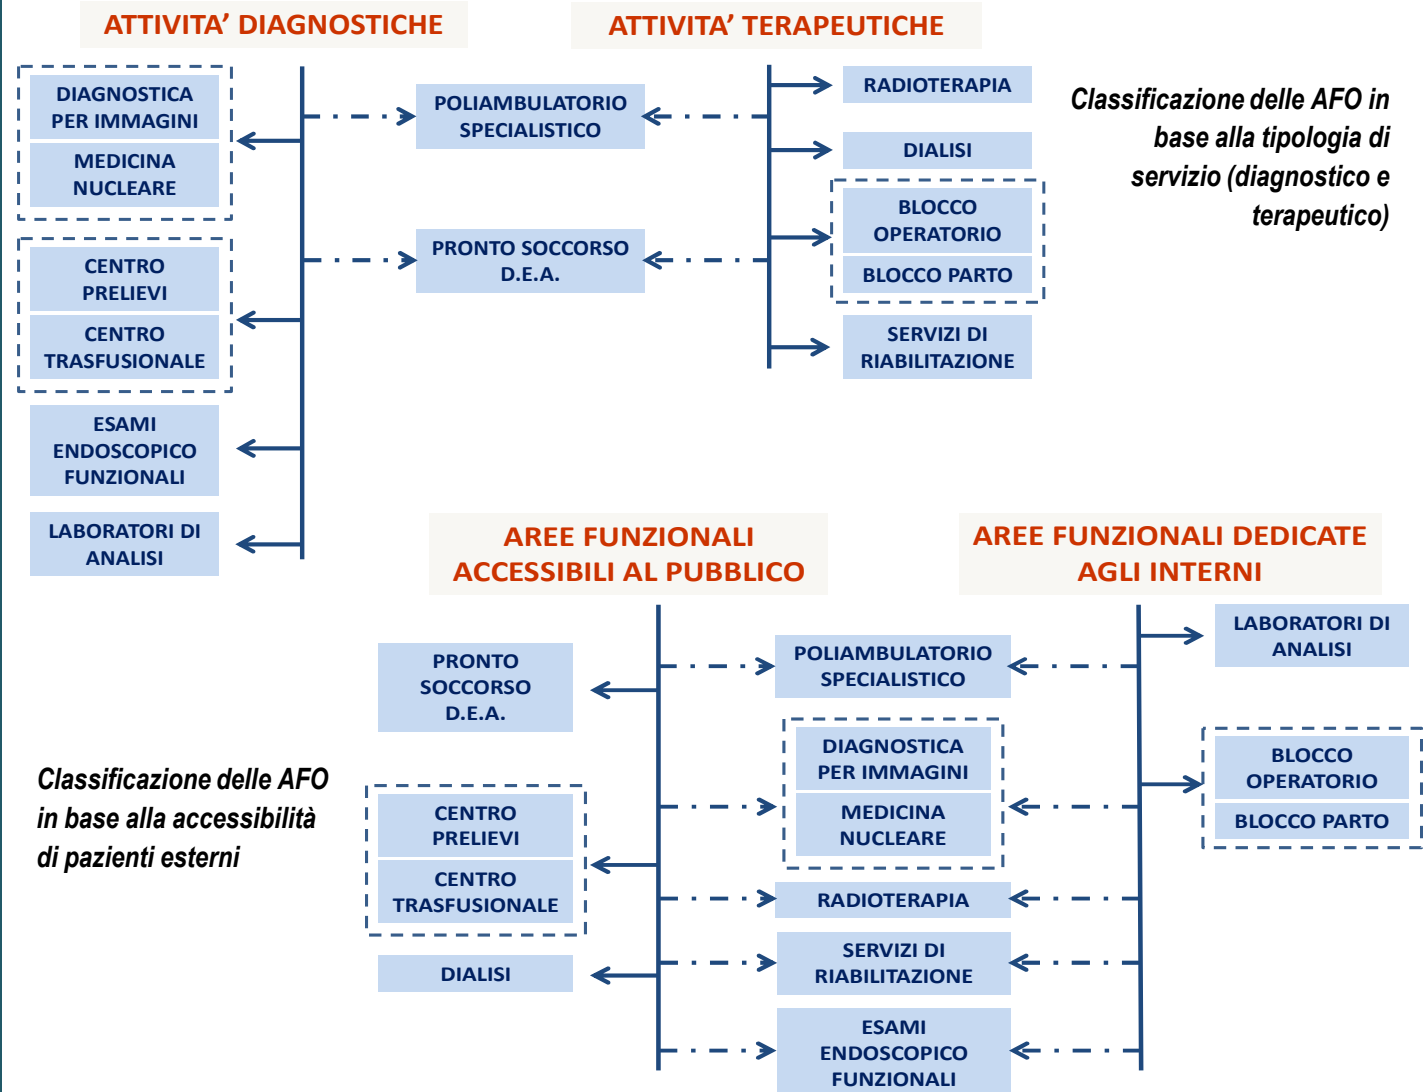 ATTIVITA’ DIAGNOSTICHE
ATTIVITA’ TERAPEUTICHE
DIAGNOSTICA
PER IMMAGINI
MEDICINA
NUCLEARE
CENTRO
PRELIEVI
CENTRO
TRASFUSIONALE
ESAMI
ENDOSCOPICO
FUNZIONALI
LABORATORI DI
ANALISI
POLIAMBULATORIO
SPECIALISTICO
PRONTO SOCCORSO
D.E.A.
RADIOTERAPIA
DIALISI
BLOCCO
OPERATORIO
BLOCCO PARTO
SERVIZI DI
RIABILITAZIONE
Classificazione delle AFO in
base alla tipologia di
servizio (diagnostico e
terapeutico)
AREE FUNZIONALI
ACCESSIBILI AL PUBBLICO
AREE FUNZIONALI DEDICATE
AGLI INTERNI
Classificazione delle AFO
in base alla accessibilità
di pazienti esterni
PRONTO
SOCCORSO
D.E.A.
CENTRO
PRELIEVI
CENTRO
TRASFUSIONALE
DIALISI
POLIAMBULATORIO
SPECIALISTICO
DIAGNOSTICA
PER IMMAGINI
MEDICINA
NUCLEARE
RADIOTERAPIA
SERVIZI DI
RIABILITAZIONE
ESAMI
ENDOSCOPICO
FUNZIONALI
LABORATORI DI
ANALISI
BLOCCO
OPERATORIO
BLOCCO PARTO